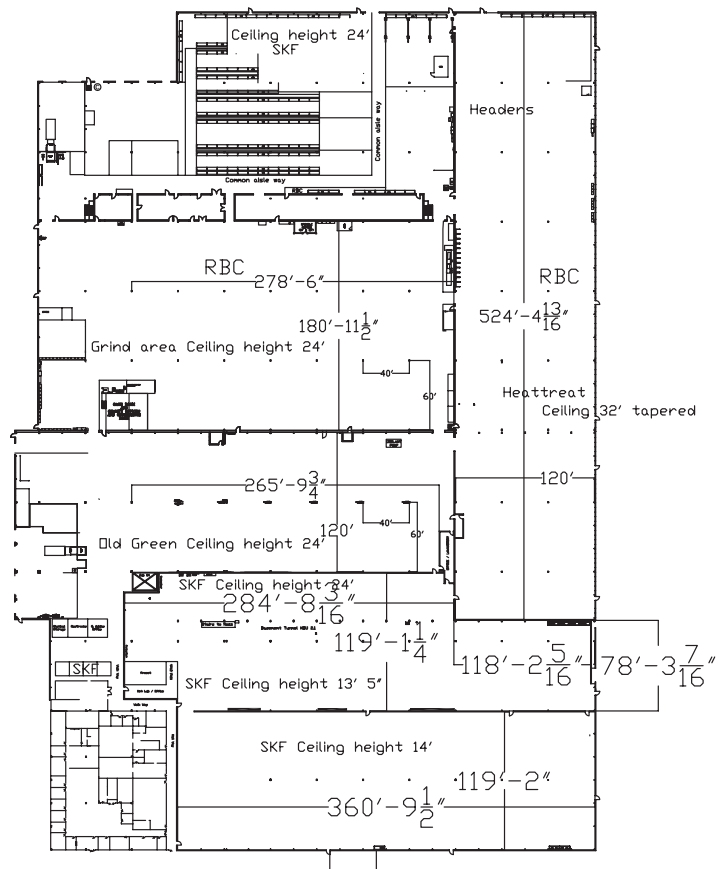 Ceiling height 24'
SKF
Headers
Common aisle way
Common aisle way
RBC
RBC
278'-6"
RBC
180'-11 1/2"
524'-4 13/16"
Grind area Ceiling height 24'
40'
60'
Heattreat
Ceiling 32' tapered
265'-9 3/4"
120'
40'
120'
60'
Old Green Ceiling height 24'
SKF Ceiling height 24'
284'-8 3/16"
Basement Tunnel
119'-1 1/4"
118'-2 5/16"
78'-3 7/16"
SKF
SKF Ceiling height 13' 5"
SKF Ceiling height 14'
119'-2"
360'-9 1/2"